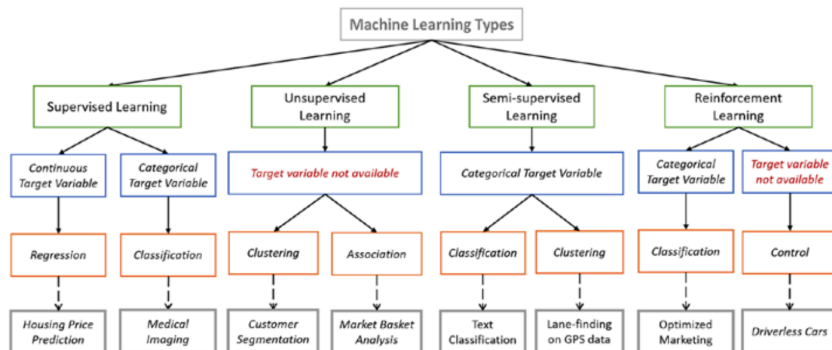 Machine Learning Types
Supervised Learning
Unsupervised
Learning
Semi-supervised
Learning
Reinforcement
Learning
Continuous
Target Variable
Categorical
Target Variable
Target variable not available
Categorical Target Variable
Categorical
Target Variable
Target variable
not available
Regression
Classification
Clustering
Association
Classification
Clustering
Classification
Control
Housing Price
Prediction
Medical
Imaging
Customer
Segmentation
Market Basket
Analysis
Text
Classification
Lane-finding
on GPS data
Optimized
Marketing
Driverless Cars